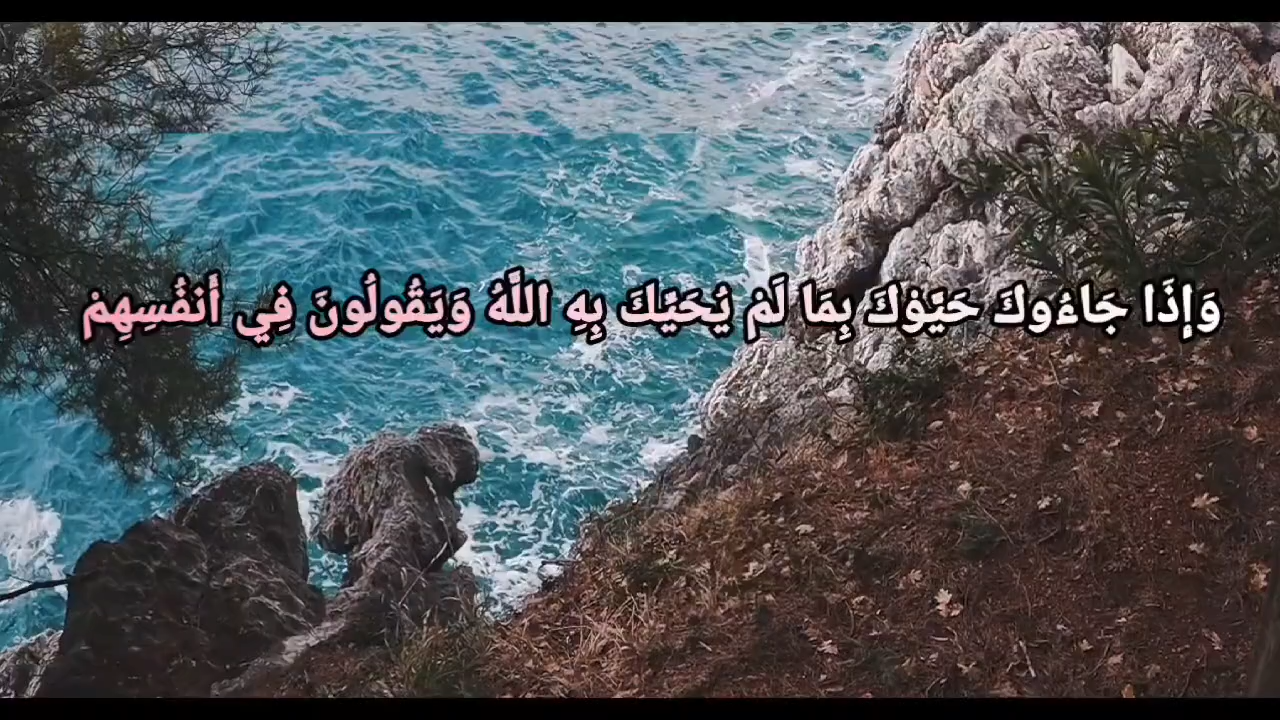 وَإِذَا جَاءُوكَ حَيَّوْكَ بِمَا لَمْ يُحَيِّكَ بِهِ اللَّهُ وَيَقُولُونَ فِي أَنفُسِهِمْ